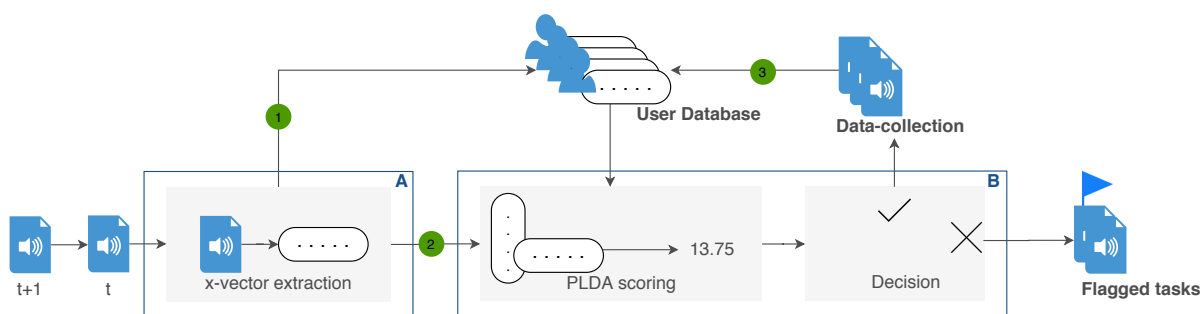 3
1
User Database
Data-collection
A
B
2
13.75
t+1
t
x-vector extraction
PLDA scoring
Decision
Flagged tasks